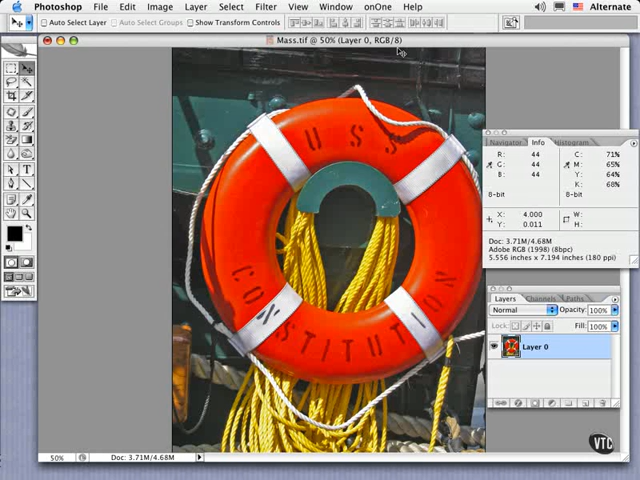 Photoshop File Edit Image Layer Select Filter View Window onOne Help Alternate
Auto Select Layer Auto Select Groups Show Transform Controls
Mass.tif @ 50% (Layer 0, RGB/8)
USS
CONSTITUTION
Navigator Info Histogram
R: 44 C: 71%
G: 44 M: 65%
B: 44 Y: 64%
K: 68%
8-bit 8-bit
X: 4.000 W:
Y: 0.011 H:
Doc: 3.71M/4.68M
Adobe RGB (1998) (8bpc)
5.556 inches x 7.194 inches (180 ppi)
Layers Channels Paths
Normal Opacity: 100%
Lock: Fill: 100%
Layer 0
VTC
50% Doc: 3.71M/4.68M